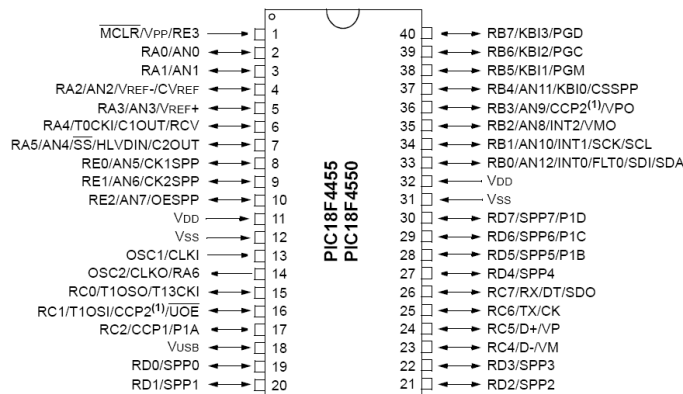 MCLR/VPP/RE3 1
RA0/AN0 2
RA1/AN1 3
RA2/AN2/VREF-/CVREF 4
RA3/AN3/VREF+ 5
RA4/T0CKI/C1OUT/RCV 6
RA5/AN4/SS/HLVDIN/C2OUT 7
RE0/AN5/CK1SPP 8
RE1/AN6/CK2SPP 9
RE2/AN7/OESPP 10
VDD 11
VSS 12
OSC1/CLKI 13
OSC2/CLKO/RA6 14
RC0/T1OSO/T13CKI 15
RC1/T1OSI/CCP2(1)/UOE 16
RC2/CCP1/P1A 17
VUSB 18
RD0/SPP0 19
RD1/SPP1 20
PIC18F4455
PIC18F4550
40 RB7/KBI3/PGD
39 RB6/KBI2/PGC
38 RB5/KBI1/PGM
37 RB4/AN11/KBI0/CSSPP
36 RB3/AN9/CCP2(1)/VPO
35 RB2/AN8/INT2/VMO
34 RB1/AN10/INT1/SCK/SCL
33 RB0/AN12/INT0/FLT0/SDI/SDA
32 VDD
31 VSS
30 RD7/SPP7/P1D
29 RD6/SPP6/P1C
28 RD5/SPP5/P1B
27 RD4/SPP4
26 RC7/RX/DT/SDO
25 RC6/TX/CK
24 RC5/D+/VP
23 RC4/D-/VM
22 RD3/SPP3
21 RD2/SPP2